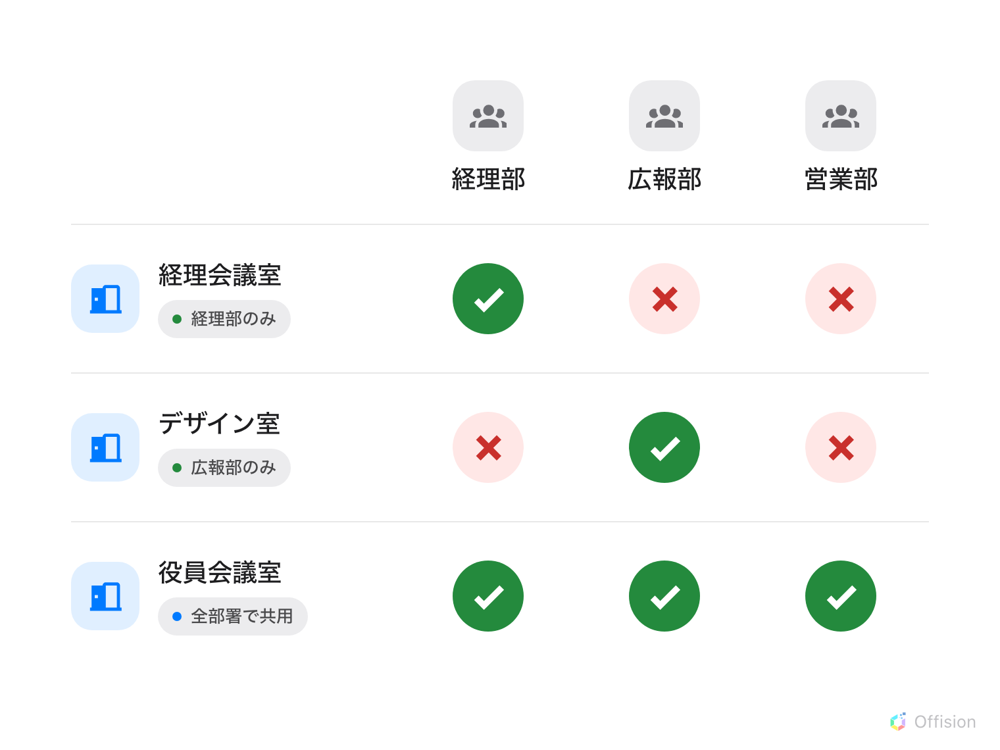 経理部
広報部
営業部
経理会議室
経理部のみ
デザイン室
広報部のみ
役員会議室
全部署で共用
Offision